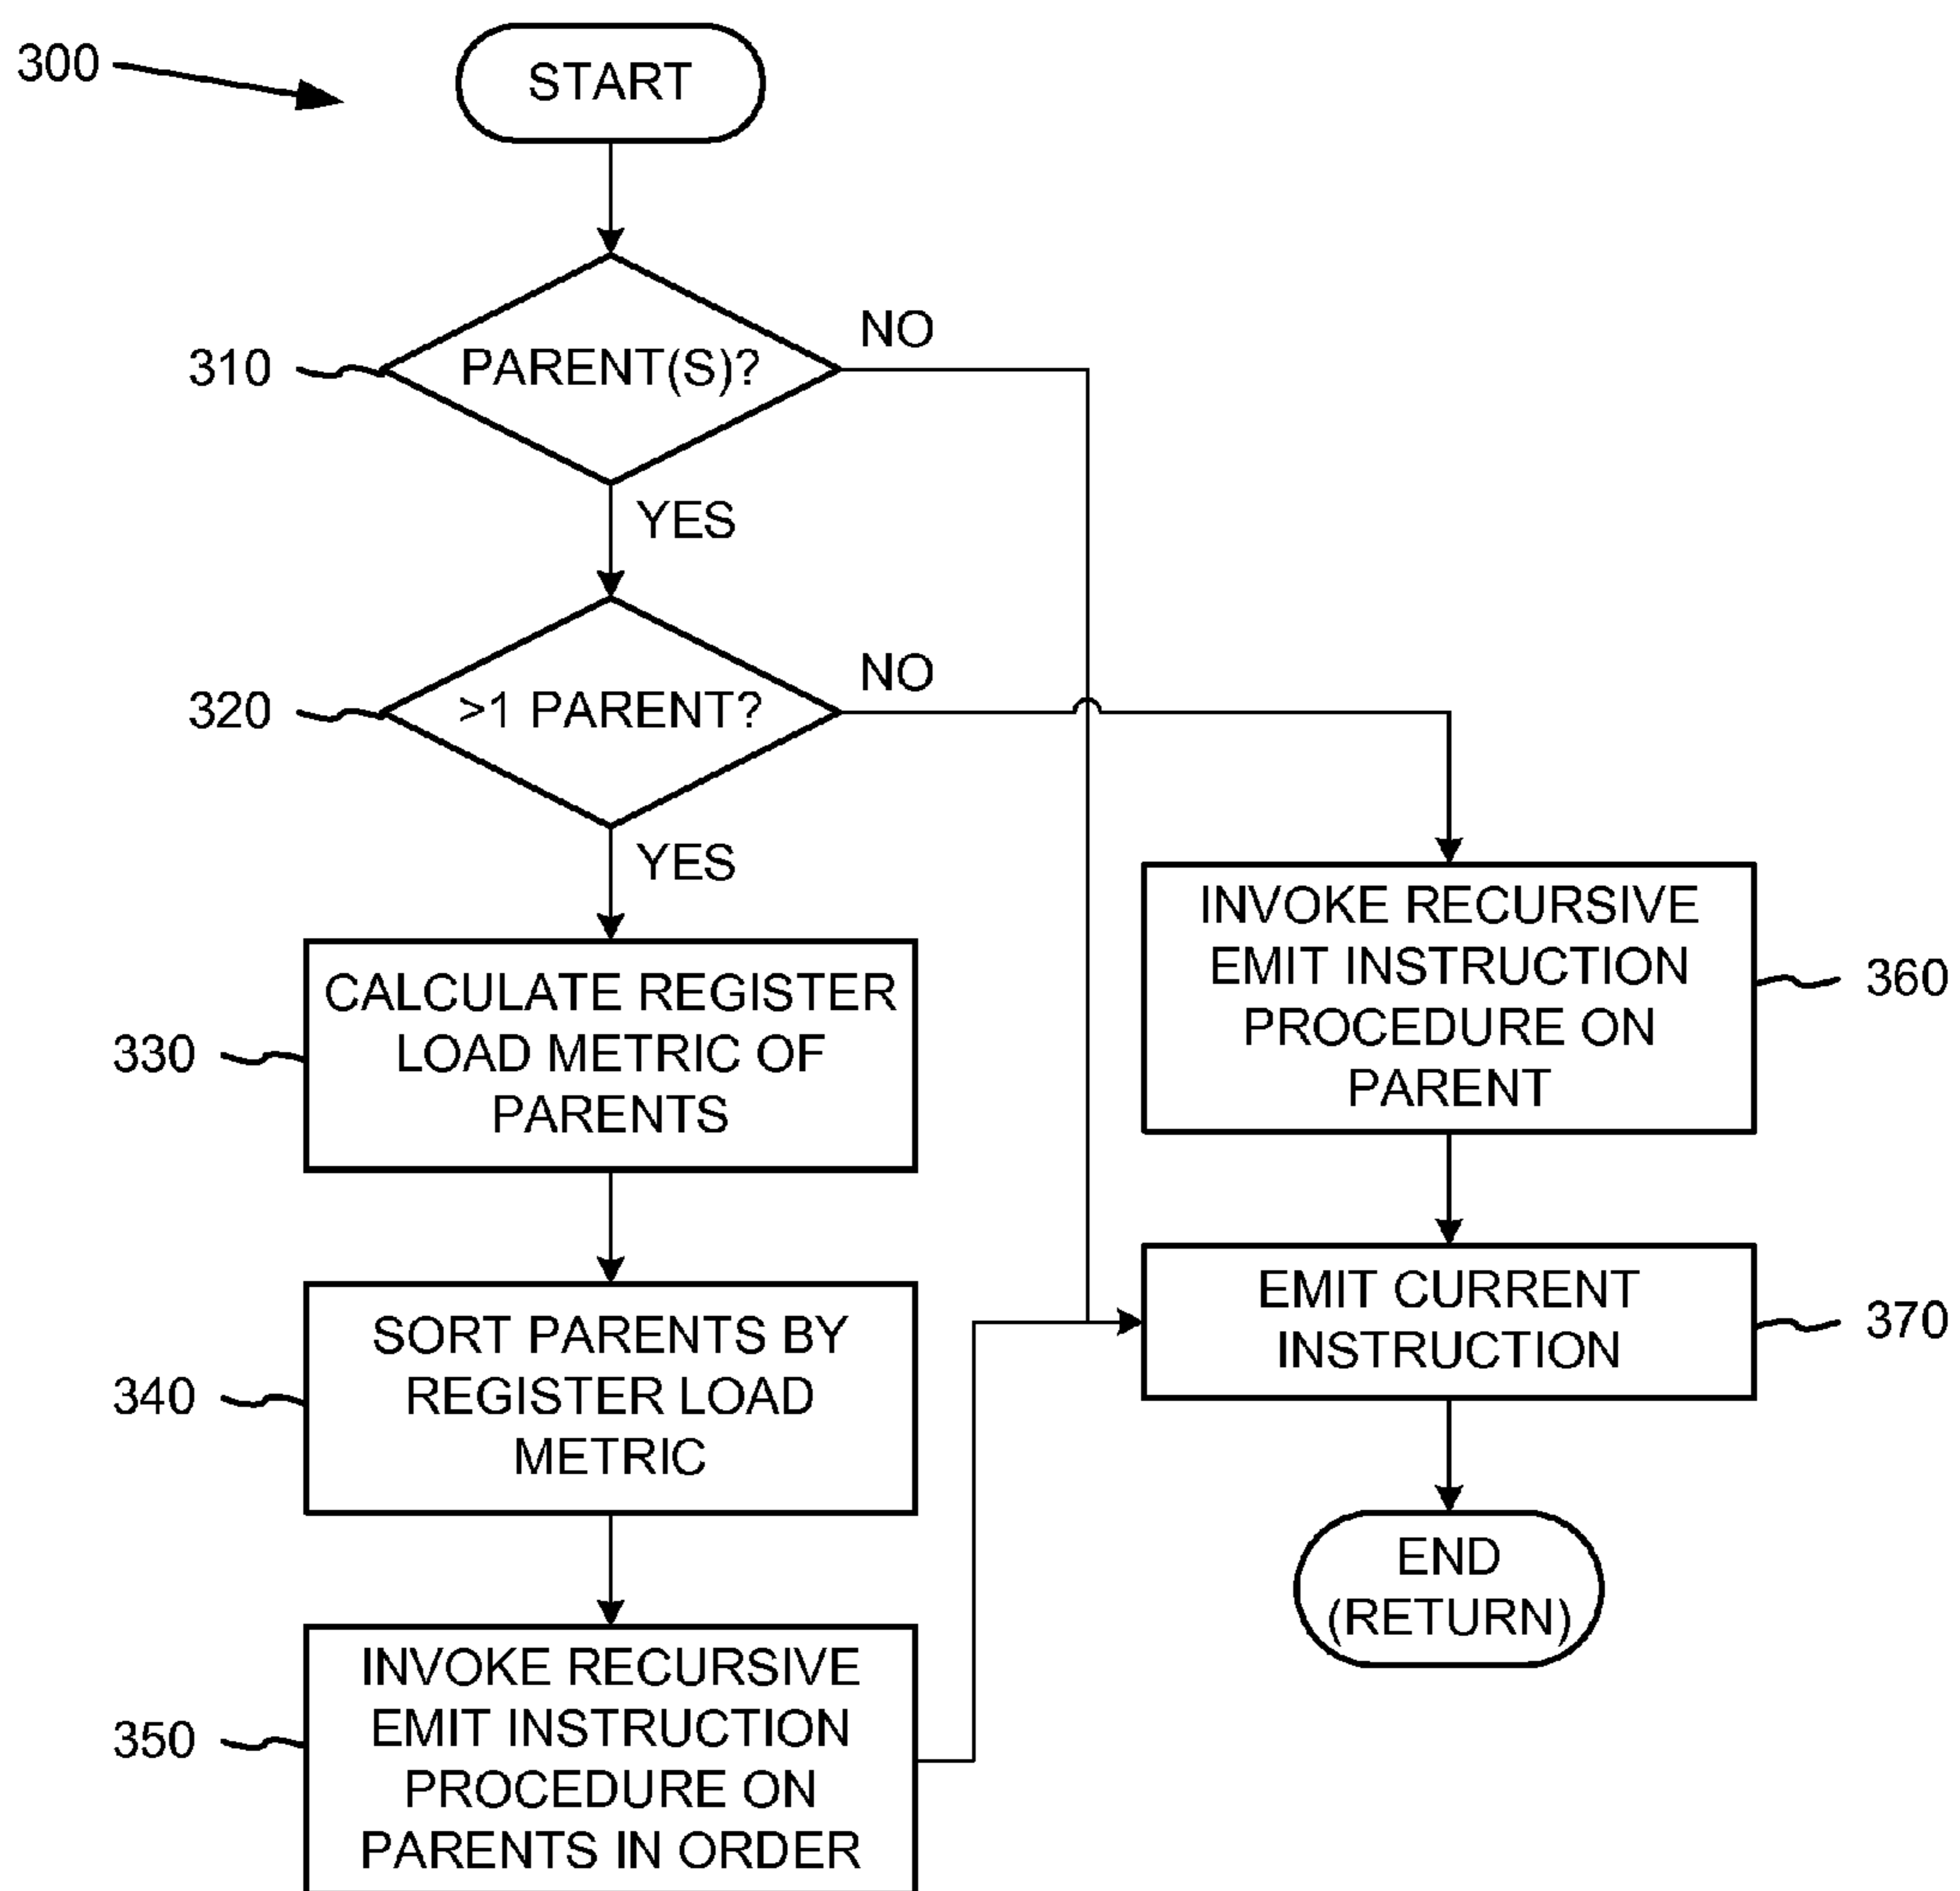 300
START
310
PARENT(S)?
NO
YES
320
>1 PARENT?
NO
YES
330
CALCULATE REGISTER
LOAD METRIC OF
PARENTS
340
SORT PARENTS BY
REGISTER LOAD
METRIC
350
INVOKE RECURSIVE
EMIT INSTRUCTION
PROCEDURE ON
PARENTS IN ORDER
INVOKE RECURSIVE
EMIT INSTRUCTION
PROCEDURE ON
PARENT
360
EMIT CURRENT
INSTRUCTION
370
END
(RETURN)